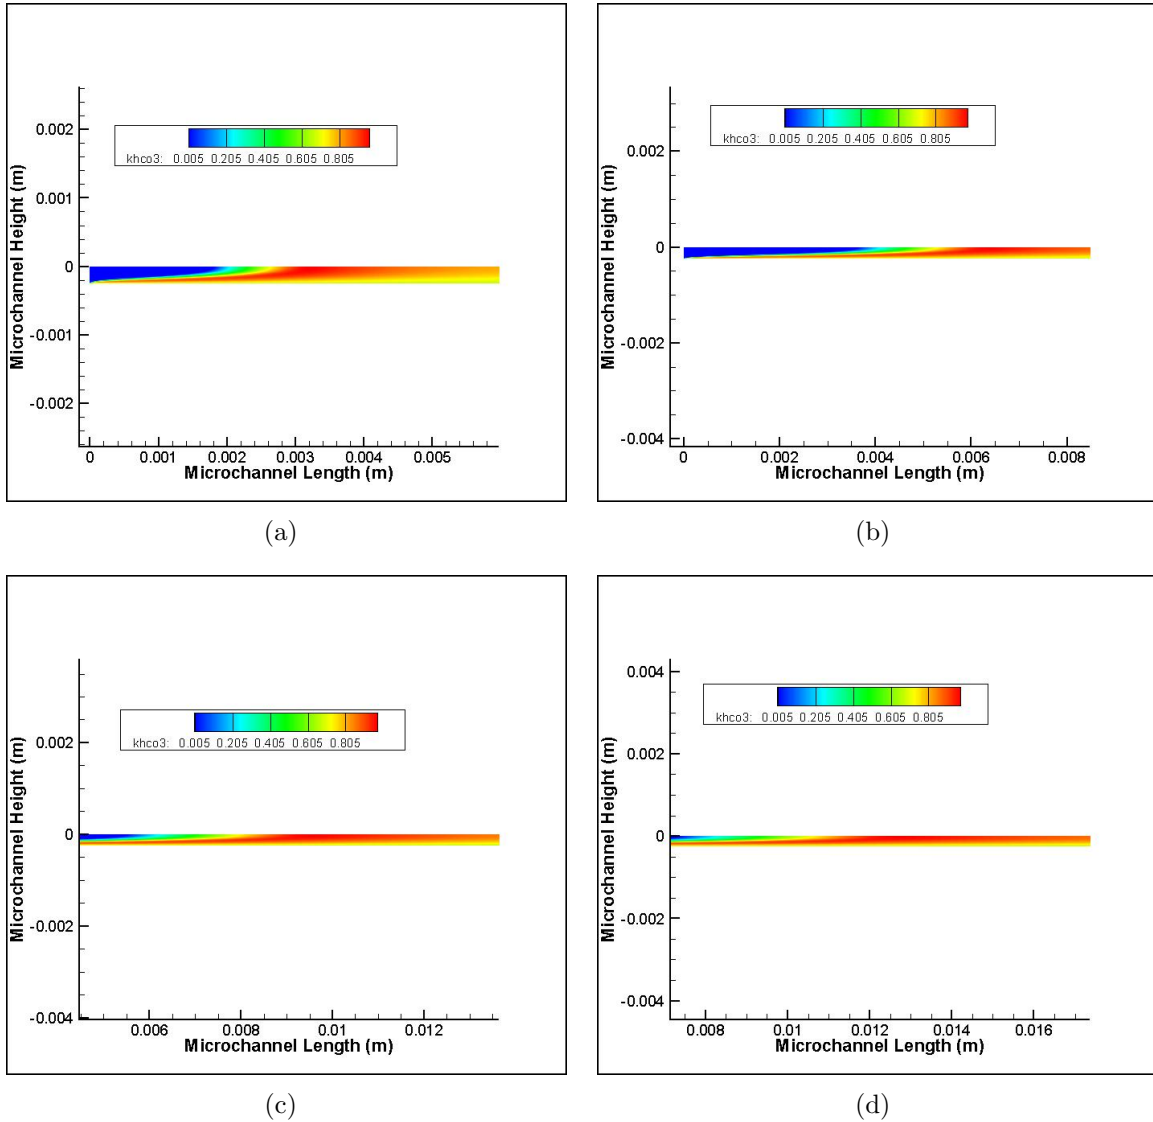 0.002
0.001
0
-0.001
-0.002
Microchannel Height (m)
khco3: 0.005 0.205 0.405 0.605 0.805
0 0.001 0.002 0.003 0.004 0.005
Microchannel Length (m)
(a)
0.002
0
-0.002
-0.004
Microchannel Height (m)
khco3: 0.005 0.205 0.405 0.605 0.805
0 0.002 0.004 0.006 0.008
Microchannel Length (m)
(b)
0.002
0
-0.002
-0.004
Microchannel Height (m)
khco3: 0.005 0.205 0.405 0.605 0.805
0.006 0.008 0.01 0.012
Microchannel Length (m)
(c)
0.004
0.002
0
-0.002
-0.004
Microchannel Height (m)
khco3: 0.005 0.205 0.405 0.605 0.805
0.008 0.01 0.012 0.014 0.016
Microchannel Length (m)
(d)